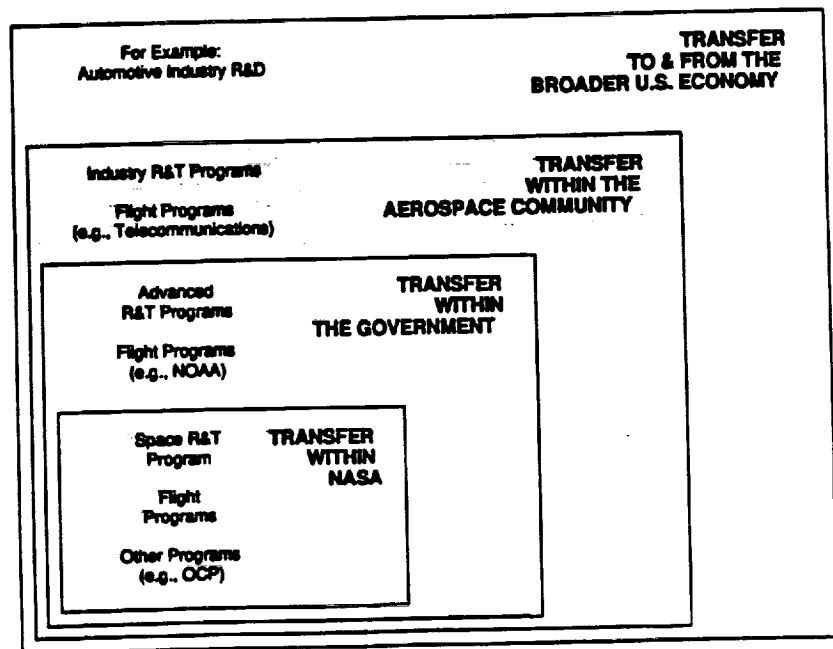 For Example:
Automotive Industry R&D
TRANSFER
TO & FROM THE
BROADER U.S. ECONOMY
Industry R&T Programs
Flight Programs
(e.g., Telecommunications)
TRANSFER
WITHIN THE
AEROSPACE COMMUNITY
Advanced
R&T Programs
Flight Programs
(e.g., NOAA)
TRANSFER
WITHIN
THE GOVERNMENT
Space R&T
Program
Flight
Programs
Other Programs
(e.g., OCP)
TRANSFER
WITHIN
NASA